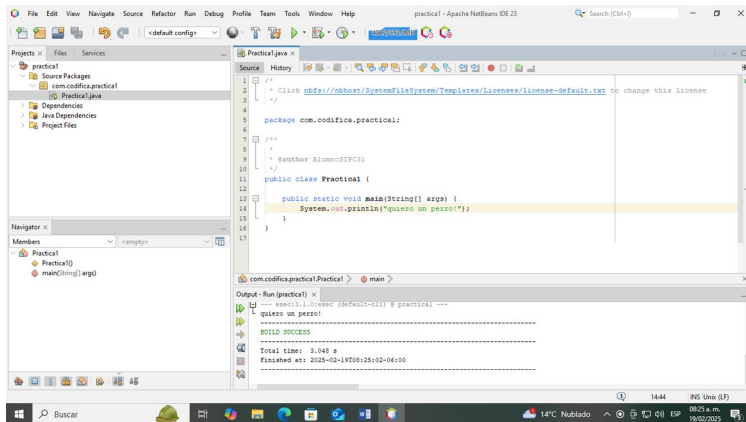 File Edit View Navigate Source Refactor Run Debug Profile Team Tools Window Help practica1 - Apache NetBeans IDE 23 Search (Ctrl+I)
<default config>
Projects Files Services
practica1
Source Packages
com.codifica.practica1
Practica1.java
Dependencies
Java Dependencies
Project Files
Practica1.java
Source History
1 /*
2 * Click nbfs://nbhost/SystemFileSystem/Templates/Licenses/license-default.txt to change this license
3 */
4
5 package com.codifica.practica1;
6
7 /**
8 *
9 * @author AlumnoSIPC31
10 */
11 public class Practica1 {
12
13 public static void main(String[] args) {
14 System.out.println("quiero un perro!");
15 }
16 }
17
Navigator
Members <empty>
Practica1
Practica1()
main(String[] args)
com.codifica.practica1.Practica1 main
Output - Run (practica1)
--- exec:3.1.0:exec (default-cli) @ practica1 ---
quiero un perro!
------------------------------------------------------------------------
BUILD SUCCESS
------------------------------------------------------------------------
Total time: 3.048 s
Finished at: 2025-02-19T08:25:02-06:00
------------------------------------------------------------------------
14:44 INS Unix (LF)
Buscar 14°C Nublado ESP 08:25 a. m.
19/02/2025